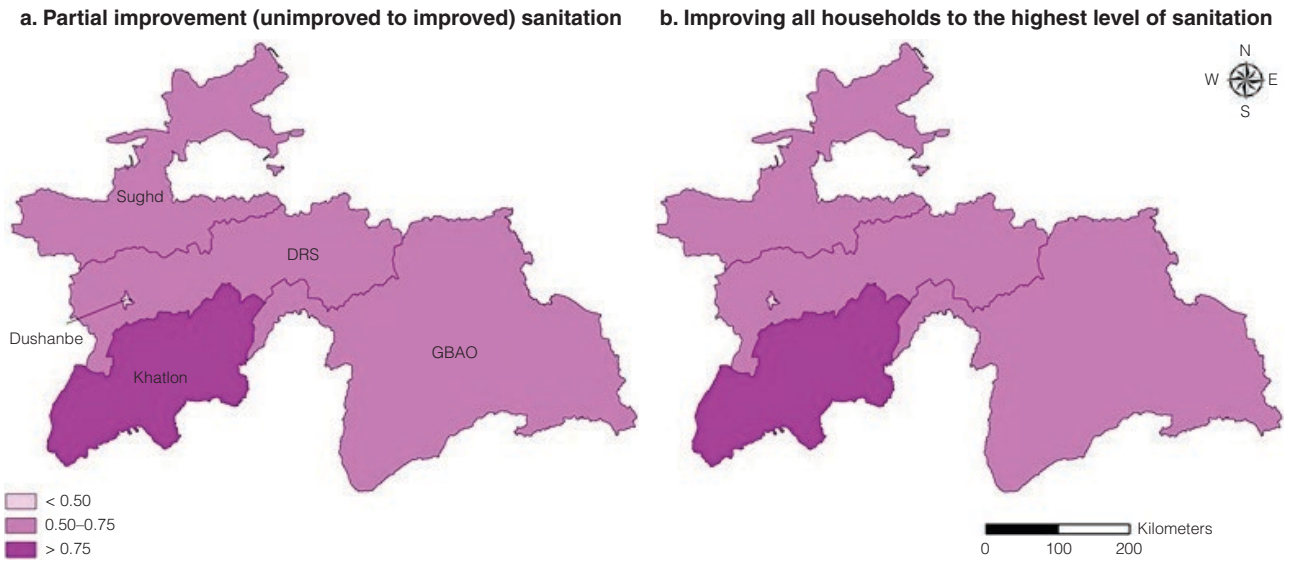 a. Partial improvement (unimproved to improved) sanitation
b. Improving all households to the highest level of sanitation
N
W E
S
Sughd
DRS
Dushanbe
GBAO
Khatlon
< 0.50
0.50–0.75
> 0.75
Kilometers
0 100 200